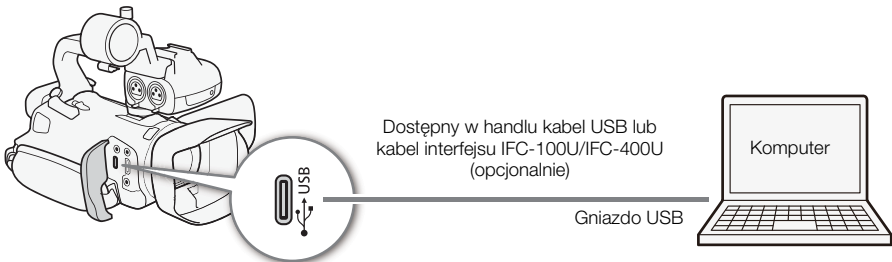 Dostępny w handlu kabel USB lub
kabel interfejsu IFC-100U/IFC-400U
(opcjonalnie)
Komputer
USB
Gniazdo USB